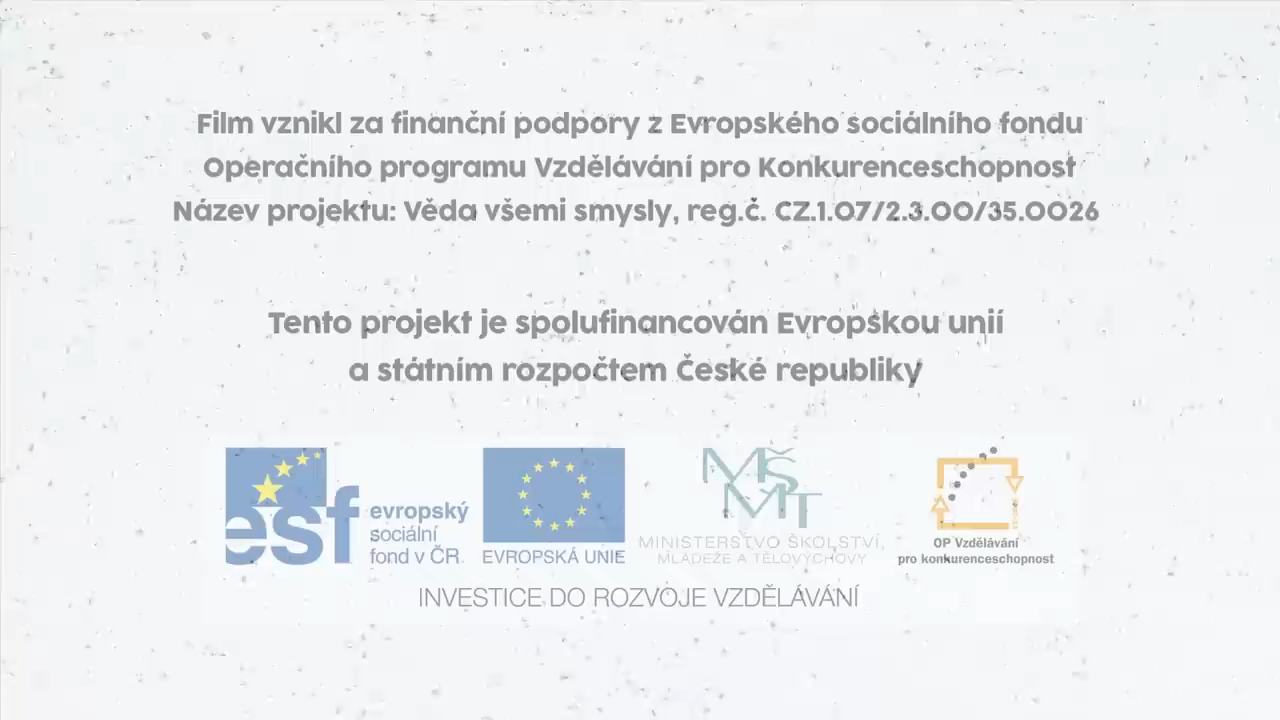 Film vznikl za finanční podpory z Evropského sociálního fondu
Operačního programu Vzdělávání pro Konkurenceschopnost
Název projektu: Věda všemi smysly, reg.č. CZ.1.07/2.3.00/35.0026
Tento projekt je spolufinancován Evropskou unií
a státním rozpočtem České republiky
esf
evropský
sociální
fond v ČR
EVROPSKÁ UNIE
MŠ
MT
MINISTERSTVO ŠKOLSTVÍ,
MLÁDEŽE A TĚLOVÝCHOVY
OP Vzdělávání
pro konkurenceschopnost
INVESTICE DO ROZVOJE VZDĚLÁVÁNÍ